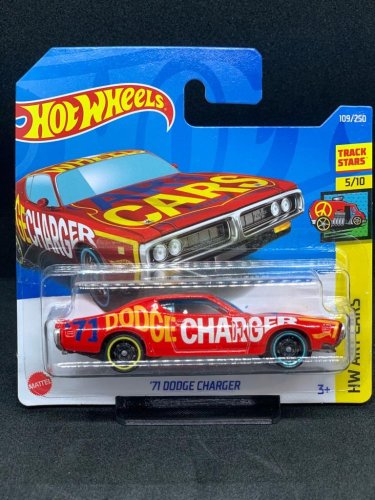 HOT WHEELS
109/250
TRACK STARS
5/10
ART
CARS
CHARGER
HW ART CARS
'71 DODGE CHARGER
MATTEL
'71 DODGE CHARGER
3+